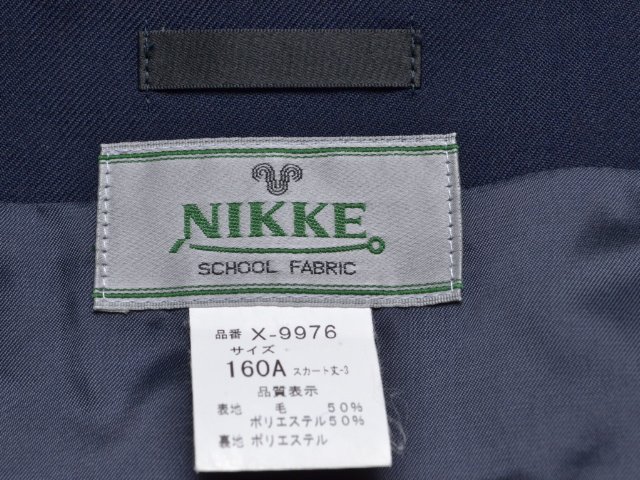 NIKKE
SCHOOL FABRIC
品番 X-9976
サイズ
160A スカート丈-3
品質表示
表地 毛 50%
ポリエステル50%
裏地 ポリエステル